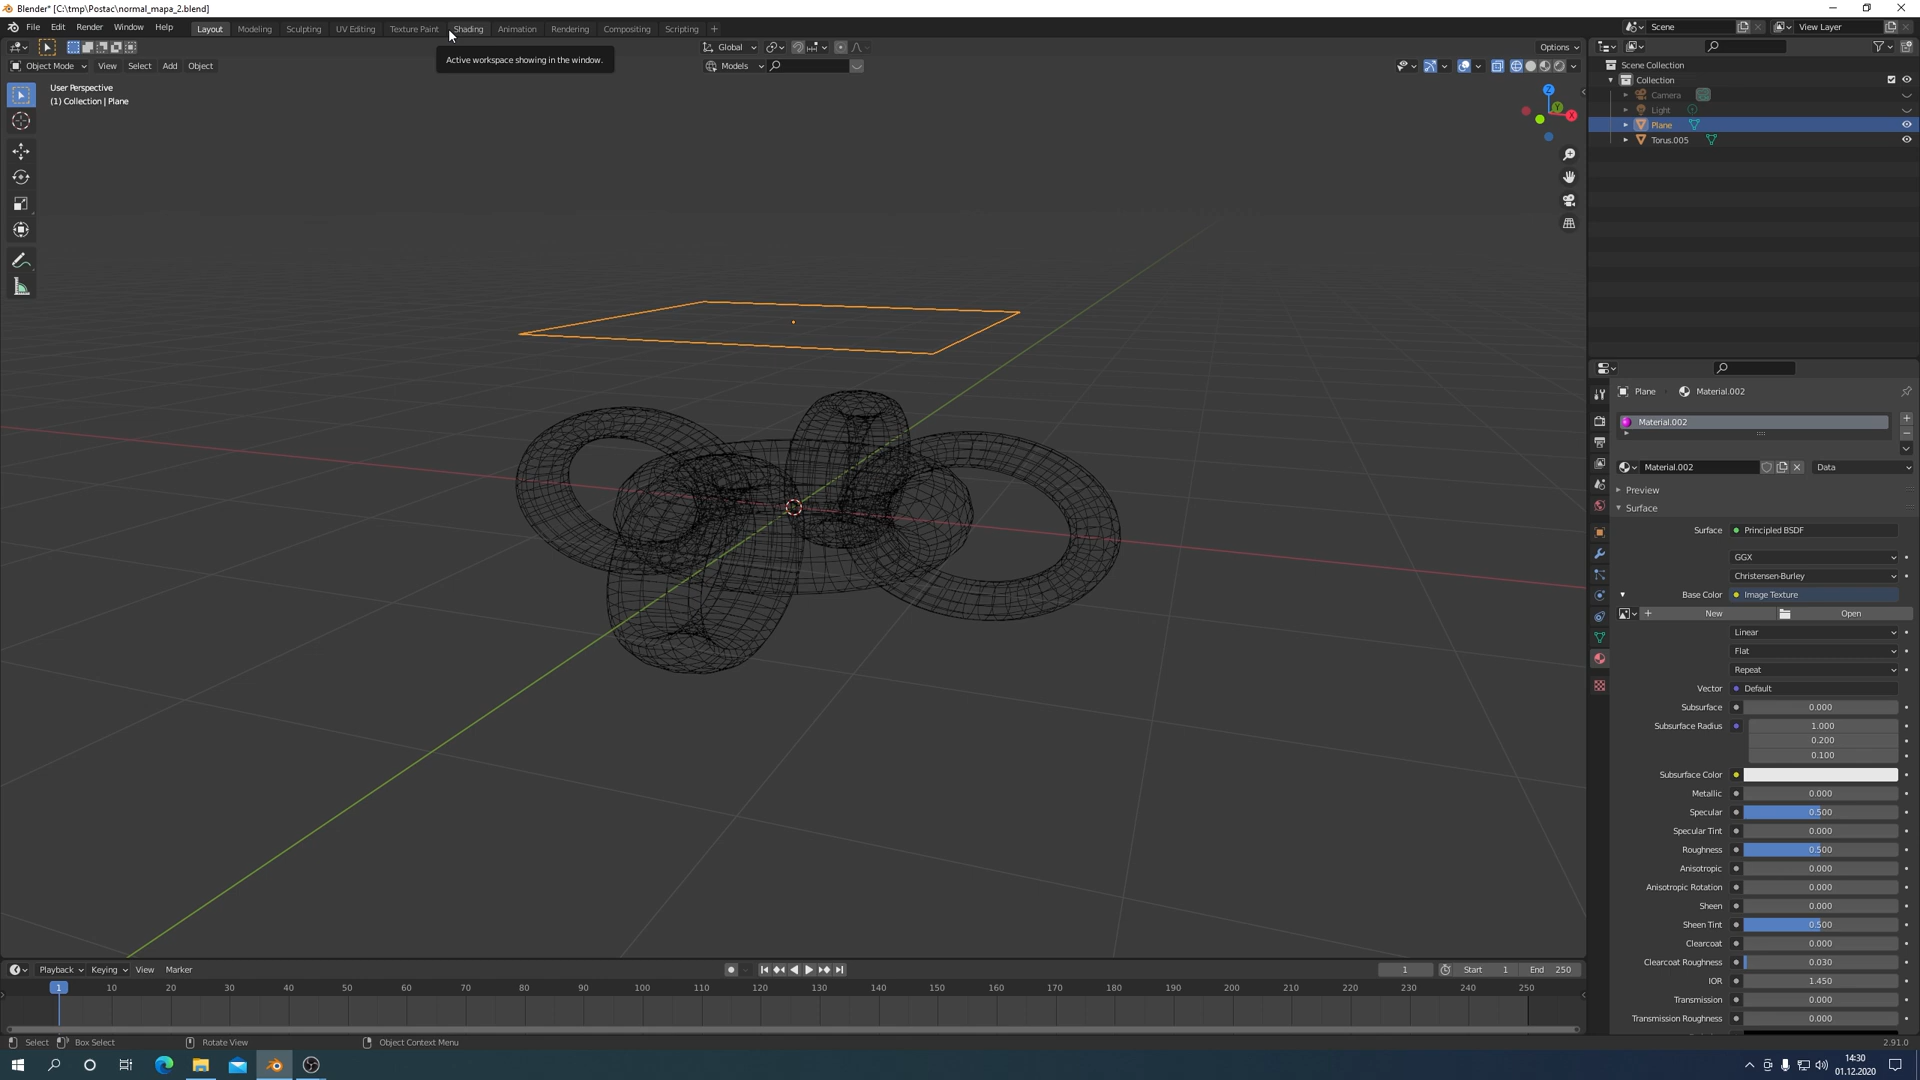 Blender* [C:\tmp\Postac\normal_mapa_2.blend]
File Edit Render Window Help Layout Modeling Sculpting UV Editing Texture Paint Shading Animation Rendering Compositing Scripting + Scene View Layer
Global Options
Active workspace showing in the window.
Object Mode View Select Add Object Models
User Perspective
(1) Collection | Plane
Z
Y
X
Scene Collection
Collection
Camera
Light
Plane
Torus.005
Plane Material.002
Material.002
Material.002 Data
Preview
Surface
Surface Principled BSDF
GGX
Christensen-Burley
Base Color Image Texture
New Open
Linear
Flat
Repeat
Vector Default
Subsurface 0.000
Subsurface Radius 1.000
0.200
0.100
Subsurface Color
Metallic 0.000
Specular 0.500
Specular Tint 0.000
Roughness 0.500
Anisotropic 0.000
Anisotropic Rotation 0.000
Sheen 0.000
Sheen Tint 0.500
Clearcoat 0.000
Clearcoat Roughness 0.030
IOR 1.450
Transmission 0.000
Transmission Roughness 0.000
Playback Keying View Marker 1 Start 1 End 250
1 10 20 30 40 50 60 70 80 90 100 110 120 130 140 150 160 170 180 190 200 210 220 230 240 250
Select Box Select Rotate View Object Context Menu 2.91.0
14:30
01.12.2020